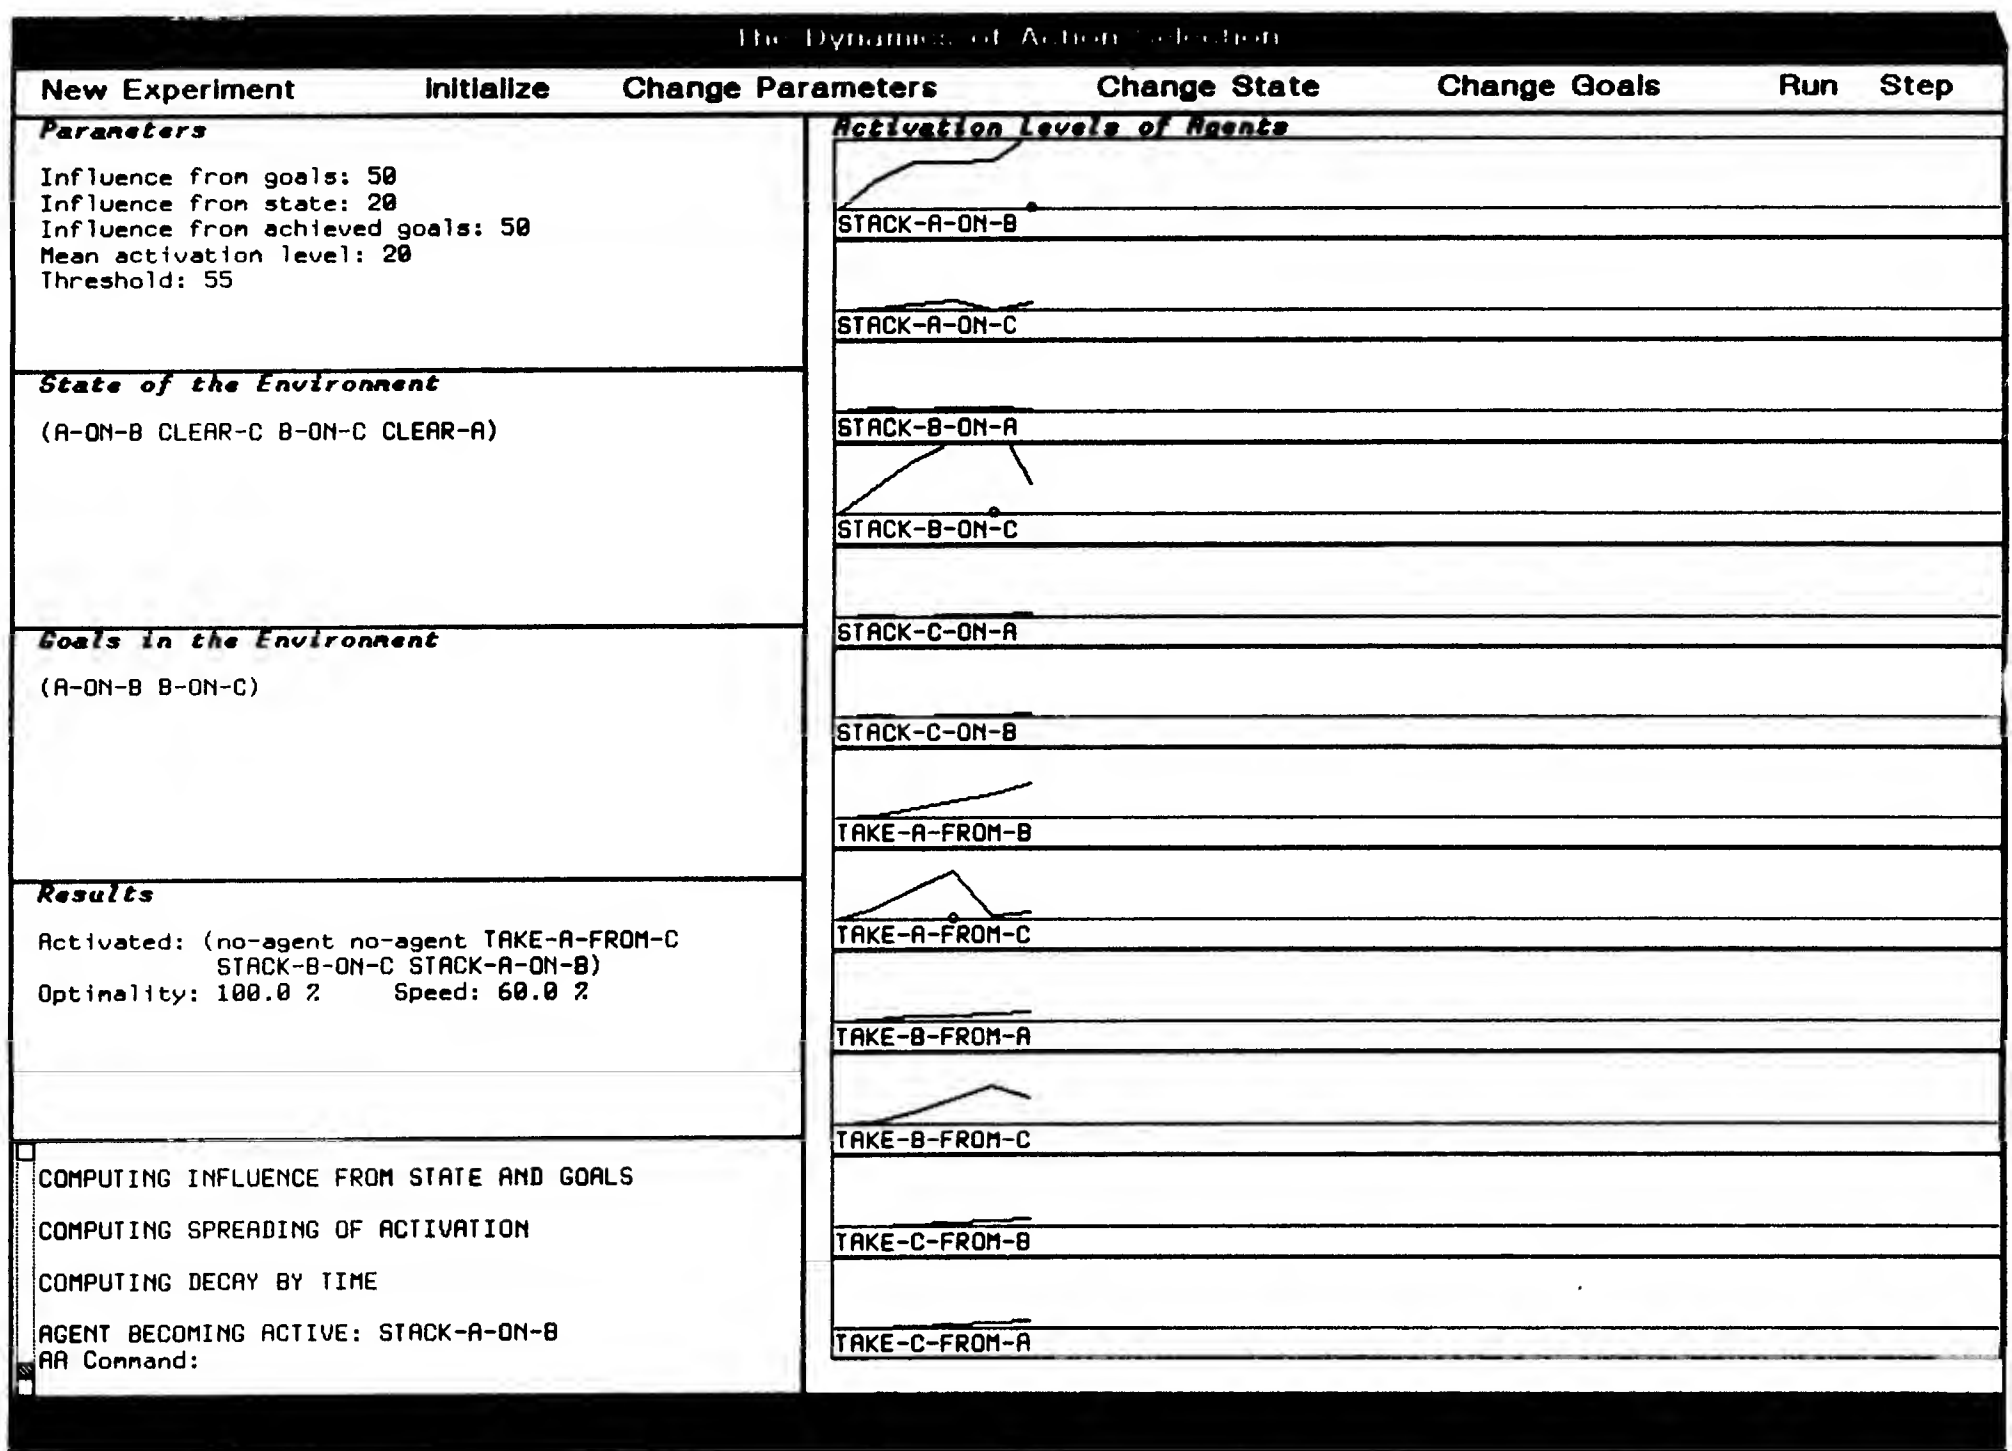 The Dynamics of Action Selection
New Experiment Initialize Change Parameters Change State Change Goals Run Step
Parameters
Influence from goals: 50
Influence from state: 20
Influence from achieved goals: 50
Mean activation level: 20
Threshold: 55
State of the Environment
(A-ON-B CLEAR-C B-ON-C CLEAR-A)
Goals in the Environment
(A-ON-B B-ON-C)
Results
Activated: (no-agent no-agent TAKE-A-FROM-C
STACK-B-ON-C STACK-A-ON-B)
Optimality: 100.0 % Speed: 60.0 %
COMPUTING INFLUENCE FROM STATE AND GOALS
COMPUTING SPREADING OF ACTIVATION
COMPUTING DECAY BY TIME
AGENT BECOMING ACTIVE: STACK-A-ON-B
AA Command:
Activation Levels of Agents
STACK-A-ON-B
STACK-A-ON-C
STACK-B-ON-A
STACK-B-ON-C
STACK-C-ON-A
STACK-C-ON-B
TAKE-A-FROM-B
TAKE-A-FROM-C
TAKE-B-FROM-A
TAKE-B-FROM-C
TAKE-C-FROM-B
TAKE-C-FROM-A